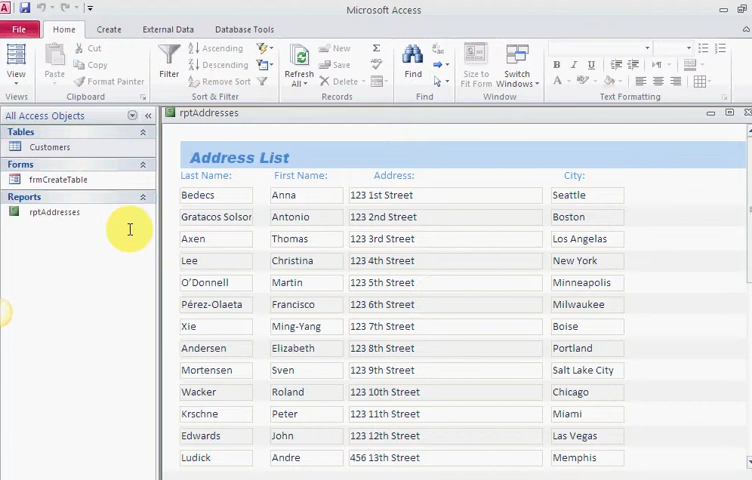 Microsoft Access
File Home Create External Data Database Tools
View
Views
Paste
Cut
Copy
Format Painter
Clipboard
Filter
Ascending
Descending
Remove Sort
Sort & Filter
Refresh All
New
Save
Delete
Records
Find
Find
Size to Fit Form
Switch Windows
Windows
B I U
A
Text Formatting
All Access Objects
Tables
Customers
Forms
frmCreateTable
Reports
rptAddresses
rptAddresses
Address List
Last Name: First Name: Address: City:
Bedecs Anna 123 1st Street Seattle
Gratacos Solsor Antonio 123 2nd Street Boston
Axen Thomas 123 3rd Street Los Angelas
Lee Christina 123 4th Street New York
O'Donnell Martin 123 5th Street Minneapolis
Pérez-Olaeta Francisco 123 6th Street Milwaukee
Xie Ming-Yang 123 7th Street Boise
Andersen Elizabeth 123 8th Street Portland
Mortensen Sven 123 9th Street Salt Lake City
Wacker Roland 123 10th Street Chicago
Krschne Peter 123 11th Street Miami
Edwards John 123 12th Street Las Vegas
Ludick Andre 456 13th Street Memphis